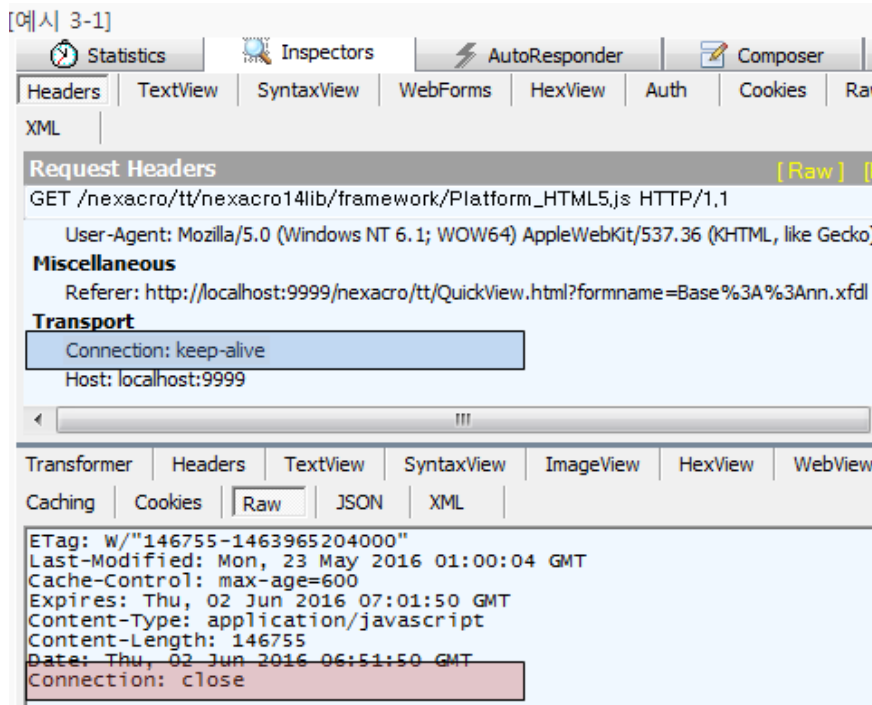 [예시 3-1]
Statistics Inspectors AutoResponder Composer
Headers TextView SyntaxView WebForms HexView Auth Cookies
XML
Request Headers [Raw] [
GET /nexacro/tt/nexacro14lib/framework/Platform_HTML5.js HTTP/1.1
User-Agent: Mozilla/5.0 (Windows NT 6.1; WOW64) AppleWebKit/537.36 (KHTML, like Gecko)
Miscellaneous
Referer: http://localhost:9999/nexacro/tt/QuickView.html?formname=Base%3A%3Ann.xfdl
Transport
Connection: keep-alive
Host: localhost:9999
Transformer Headers TextView SyntaxView ImageView HexView WebView
Caching Cookies Raw JSON XML
ETag: W/"146755-1463965204000"
Last-Modified: Mon, 23 May 2016 01:00:04 GMT
Cache-Control: max-age=600
Expires: Thu, 02 Jun 2016 07:01:50 GMT
Content-Type: application/javascript
Content-Length: 146755
Date: Thu, 02 Jun 2016 06:51:50 GMT
Connection: close